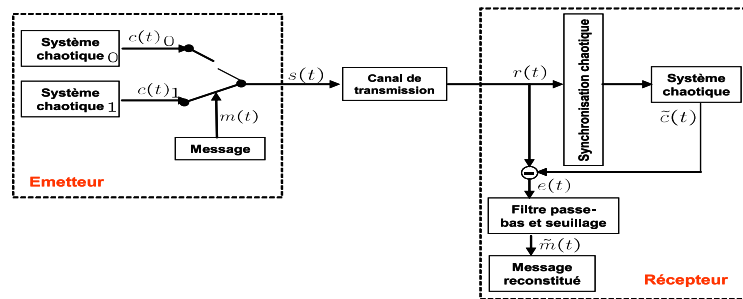 Système
chaotique 0
c(t)0
Système
chaotique 1
c(t)1
m(t)
Message
Emetteur
s(t)
Canal de
transmission
r(t)
Synchronisation chaotique
Système
chaotique
c̃(t)
e(t)
Filtre passe-
bas et seuillage
m̃(t)
Message
reconstitué
Récepteur